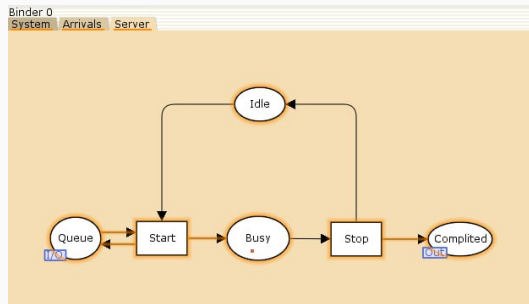 Binder 0
System Arrivals Server
Idle
Queue Start Busy Stop Complited
I/O Out